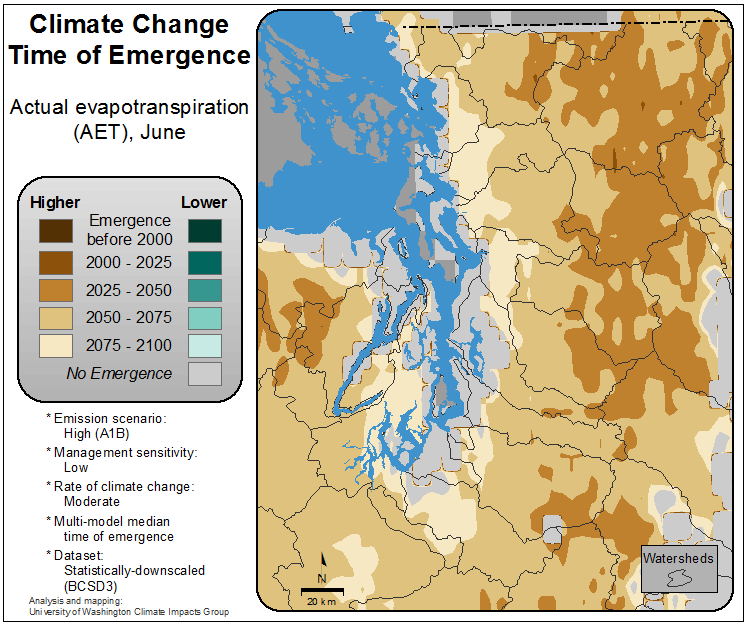 Climate Change
Time of Emergence
Actual evapotranspiration
(AET), June
Higher
Lower
Emergence
before 2000
2000 - 2025
2025 - 2050
2050 - 2075
2075 - 2100
No Emergence
* Emission scenario:
High (A1B)
* Management sensitivity:
Low
* Rate of climate change:
Moderate
* Multi-model median
time of emergence
* Dataset:
Statistically-downscaled
(BCSD3)
Analysis and mapping:
University of Washington Climate Impacts Group
N
20 km
Watersheds